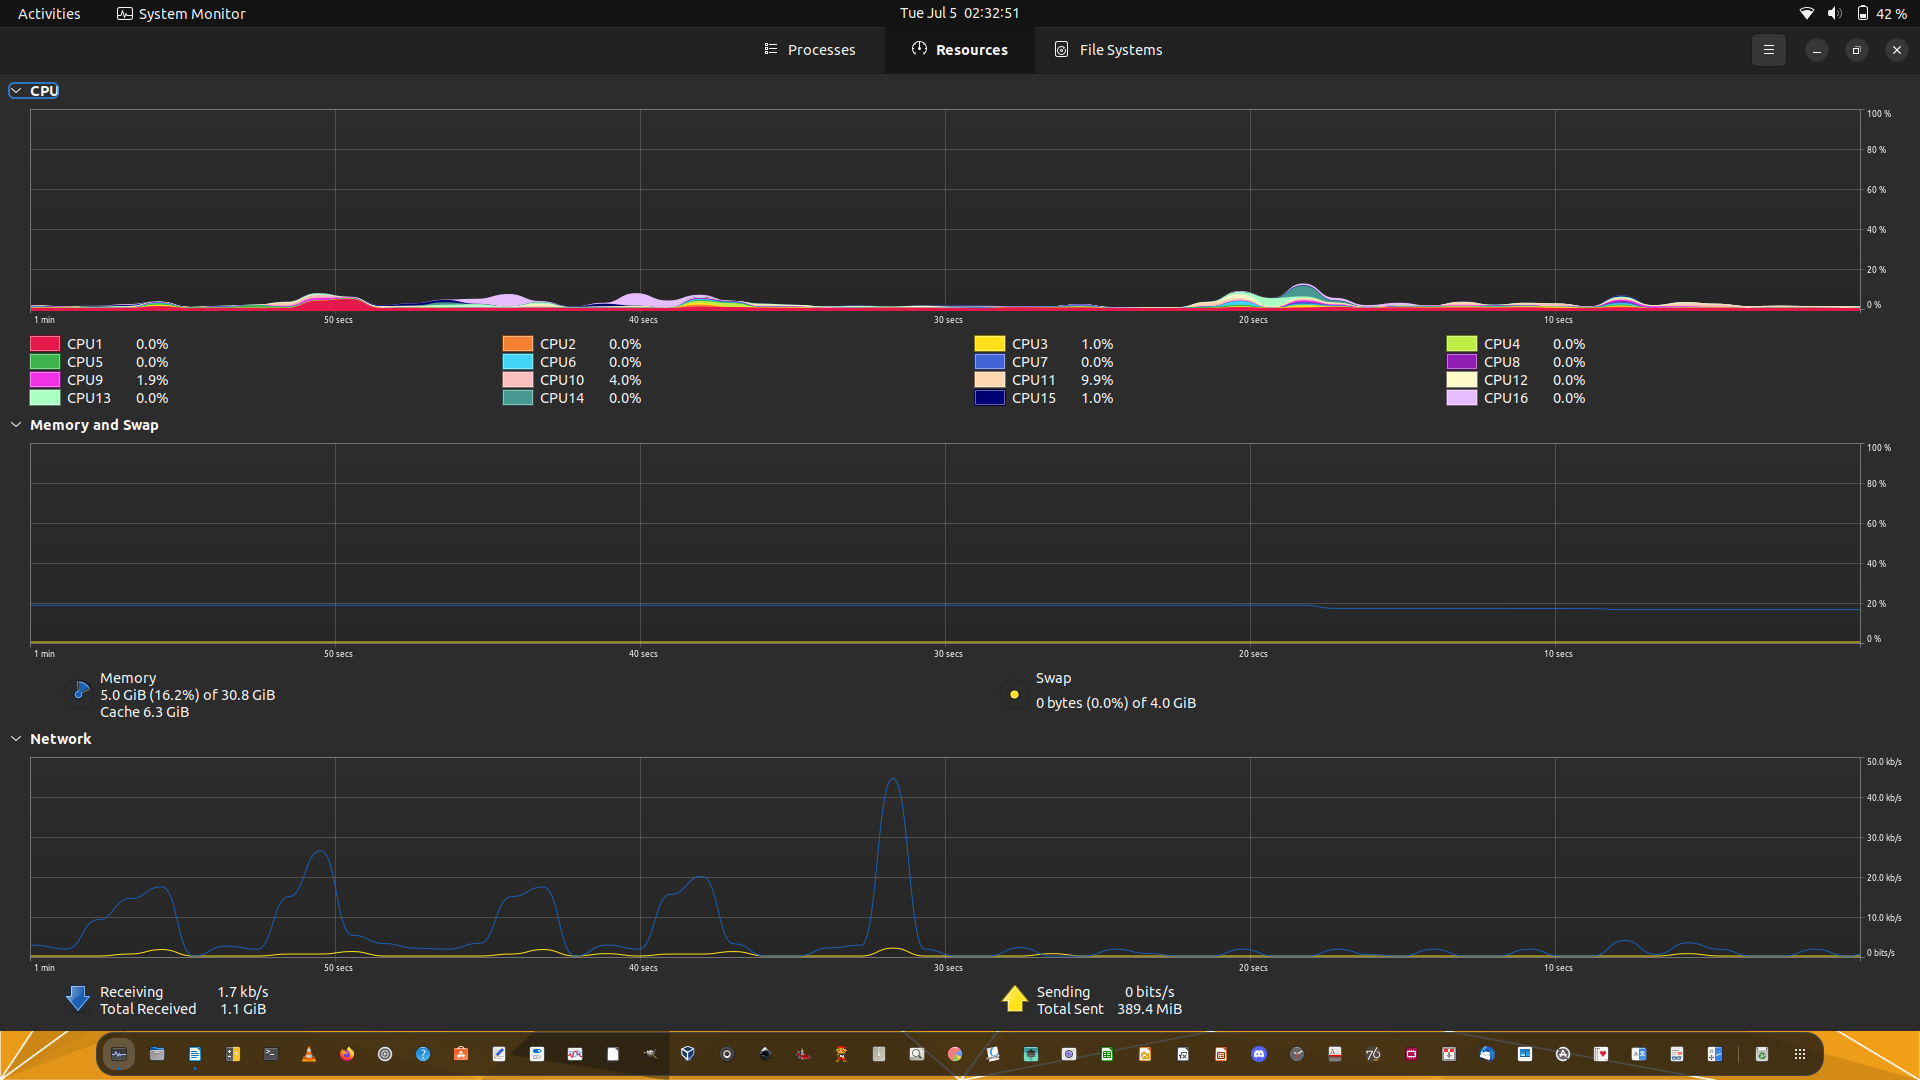 Activities System Monitor Tue Jul 5 02:32:51 42 %
Processes Resources File Systems
CPU
100 %
80 %
60 %
40 %
20 %
0 %
1 min 50 secs 40 secs 30 secs 20 secs 10 secs
CPU1 0.0% CPU2 0.0% CPU3 1.0% CPU4 0.0%
CPU5 0.0% CPU6 0.0% CPU7 0.0% CPU8 0.0%
CPU9 1.9% CPU10 4.0% CPU11 9.9% CPU12 0.0%
CPU13 0.0% CPU14 0.0% CPU15 1.0% CPU16 0.0%
Memory and Swap
100 %
80 %
60 %
40 %
20 %
0 %
1 min 50 secs 40 secs 30 secs 20 secs 10 secs
Memory
5.0 GiB (16.2%) of 30.8 GiB
Cache 6.3 GiB
Swap
0 bytes (0.0%) of 4.0 GiB
Network
50.0 kb/s
40.0 kb/s
30.0 kb/s
20.0 kb/s
10.0 kb/s
0 bits/s
1 min 50 secs 40 secs 30 secs 20 secs 10 secs
Receiving 1.7 kb/s
Total Received 1.1 GiB
Sending 0 bits/s
Total Sent 389.4 MiB
76